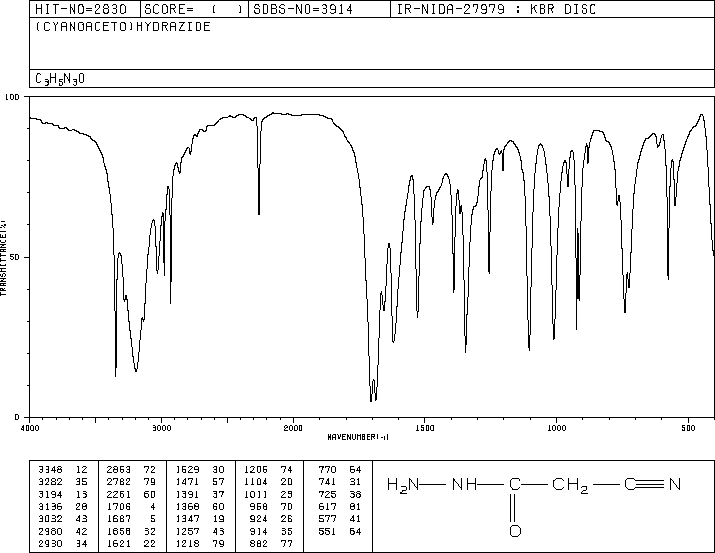 HIT-NO=2830 SCORE= ( ) SDBS-NO=3914 IR-NIDA-27979 : KBR DISC
(CYANOACETO)HYDRAZIDE
C3H5N3O
100
50
0
TRANSMITTANCE(%)
4000 3000 2000 1500 1000 500
WAVENUMBER(-1)
3348 12 2863 72 1529 30 1206 74 770 64
3282 35 2782 79 1471 57 1104 20 741 31
3194 13 2261 60 1391 37 1011 23 725 38
3136 28 1706 4 1368 60 958 70 617 81
3032 43 1687 5 1347 19 924 26 577 41
2980 42 1658 32 1257 43 914 35 551 64
2930 34 1621 22 1218 79 882 77
H2N NH C CH2 C N
O